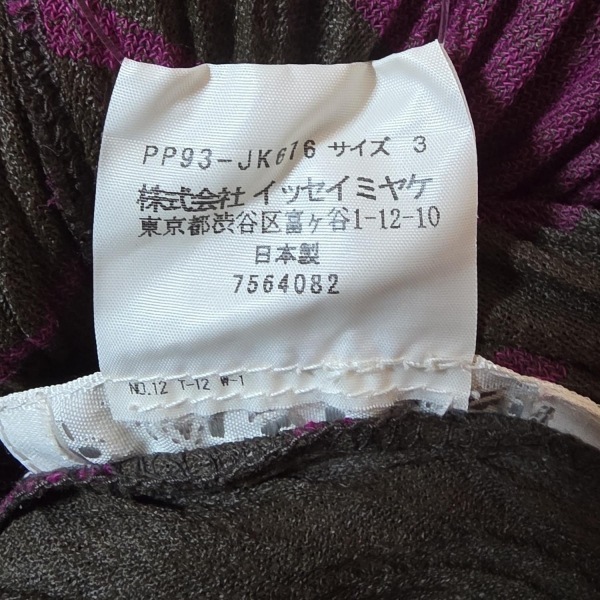 PP93-JK616 サイズ 3
株式会社 イッセイミヤケ
東京都渋谷区富ヶ谷1-12-10
日本製
7564082
NO.12 T-12 W-1